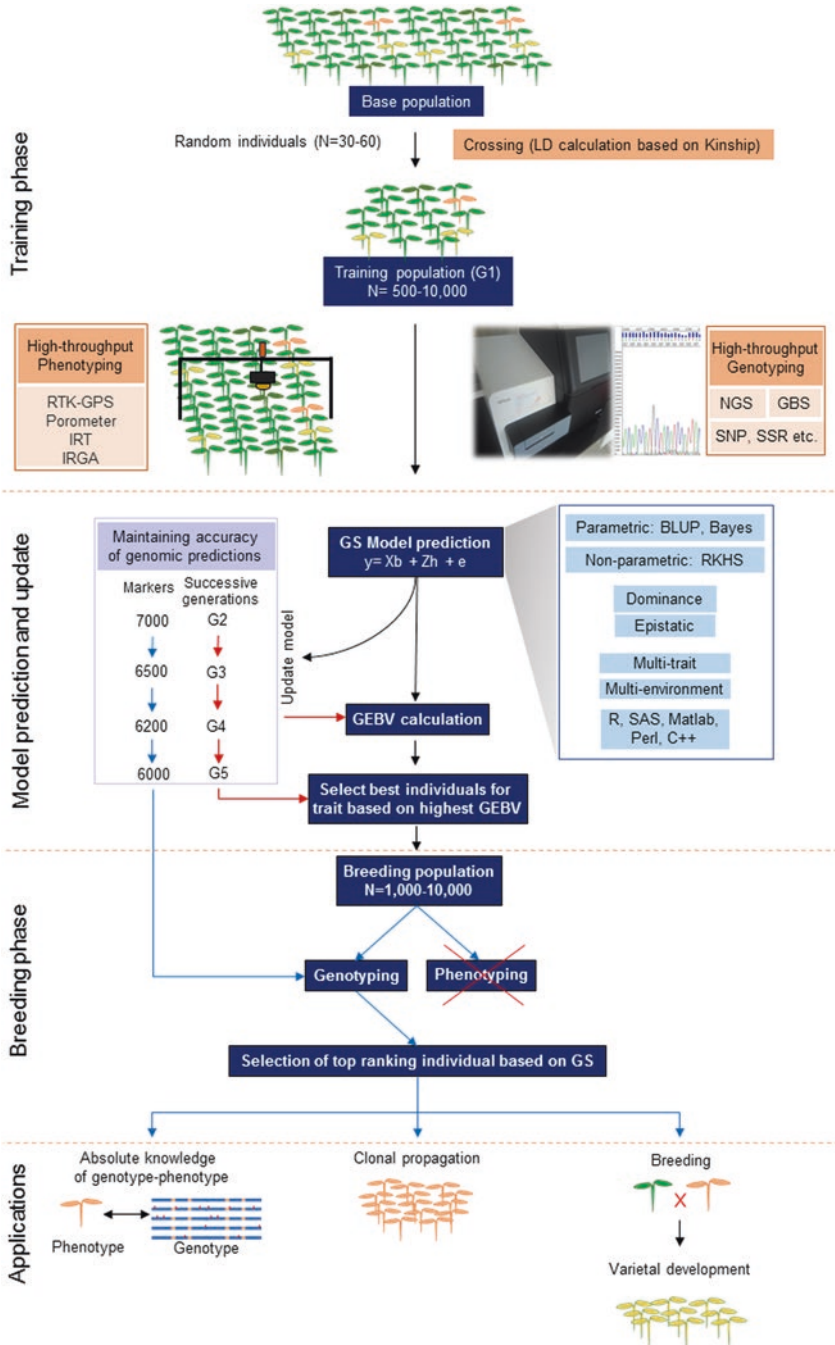 Training phase
Base population
Random individuals (N=30-60)
Crossing (LD calculation based on Kinship)
Training population (G1)
N= 500-10,000
High-throughput
Phenotyping
RTK-GPS
Porometer
IRT
IRGA
High-throughput
Genotyping
NGS
GBS
SNP, SSR etc.
Model prediction and update
Maintaining accuracy
of genomic predictions
Markers
Successive
generations
7000
G2
6500
G3
6200
G4
6000
G5
Update model
GS Model prediction
y= Xb + Zh + e
GEBV calculation
Select best individuals for
trait based on highest GEBV
Parametric: BLUP, Bayes
Non-parametric: RKHS
Dominance
Epistatic
Multi-trait
Multi-environment
R, SAS, Matlab,
Perl, C++
Breeding phase
Breeding population
N=1,000-10,000
Genotyping
Phenotyping
Selection of top ranking individual based on GS
Applications
Absolute knowledge
of genotype-phenotype
Phenotype
Genotype
Clonal propagation
Breeding
X
Varietal development